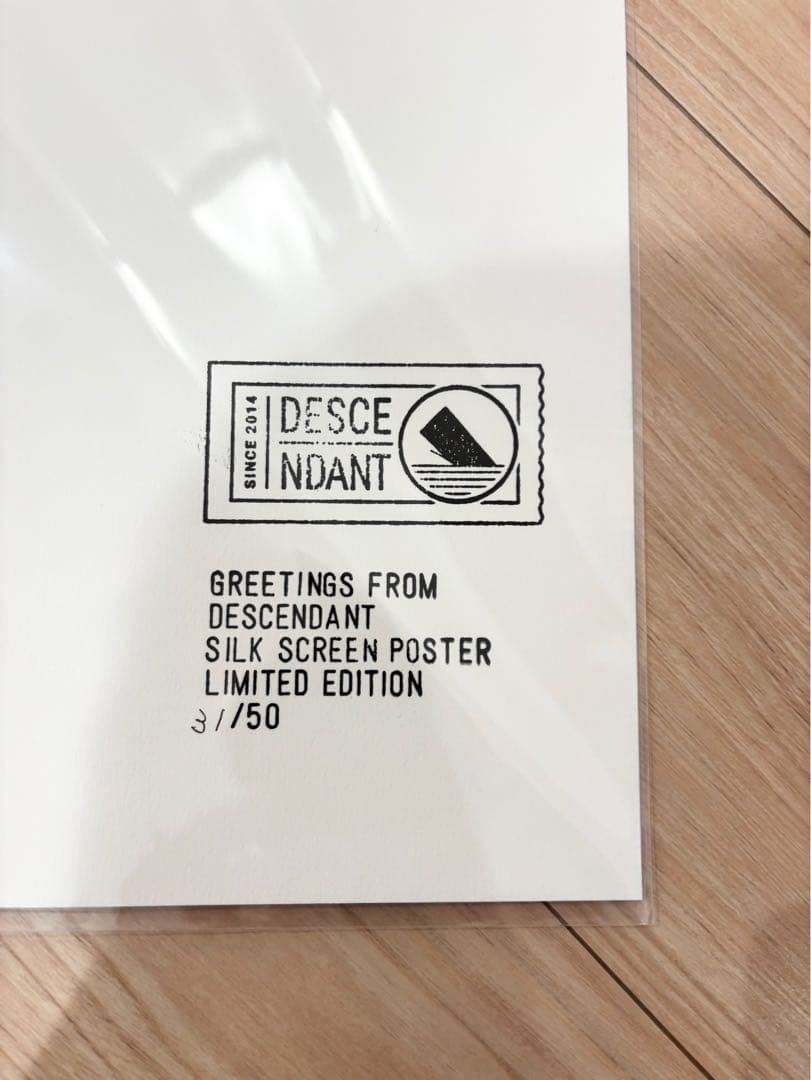 SINCE 2014
DESCE
NDANT
GREETINGS FROM
DESCENDANT
SILK SCREEN POSTER
LIMITED EDITION
31/50